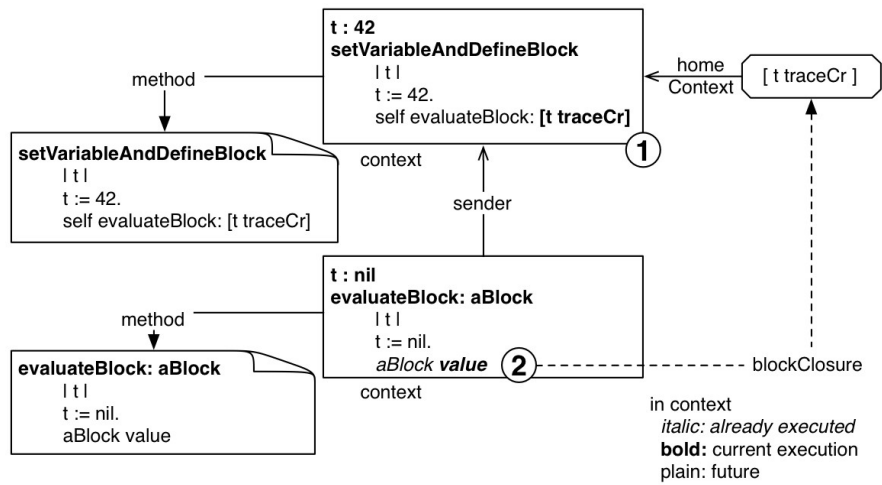 t : 42
setVariableAndDefineBlock
| t |
t := 42.
self evaluateBlock: [t traceCr]
1
context
home
Context
[ t traceCr ]
method
setVariableAndDefineBlock
| t |
t := 42.
self evaluateBlock: [t traceCr]
sender
t : nil
evaluateBlock: aBlock
| t |
t := nil.
aBlock value
2
context
blockClosure
method
evaluateBlock: aBlock
| t |
t := nil.
aBlock value
in context
italic: already executed
bold: current execution
plain: future